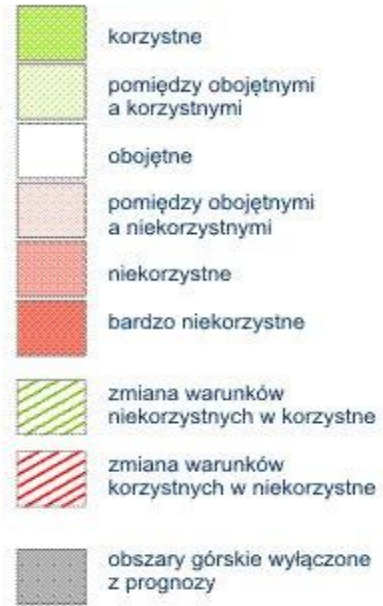 korzystne
pomiędzy obojętnymi
a korzystnymi
obojętne
pomiędzy obojętnymi
a niekorzystnymi
niekorzystne
bardzo niekorzystne
zmiana warunków
niekorzystnych w korzystne
zmiana warunków
korzystnych w niekorzystne
obszary górskie wyłączone
z prognozy